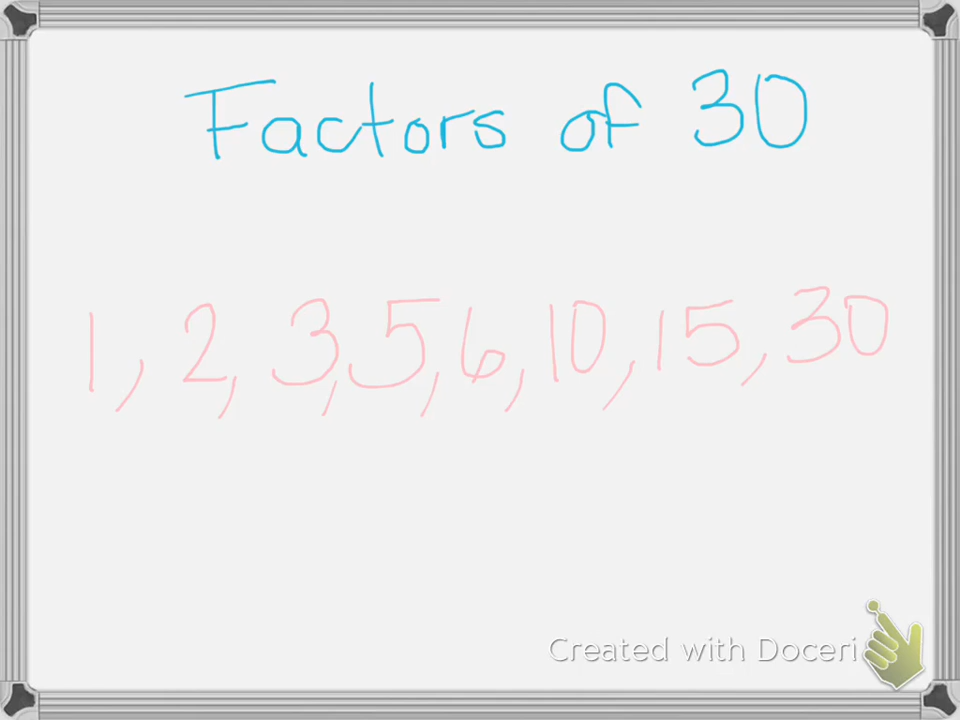 Factors of 30
1, 2, 3, 5, 6, 10, 15, 30
Created with Doceri